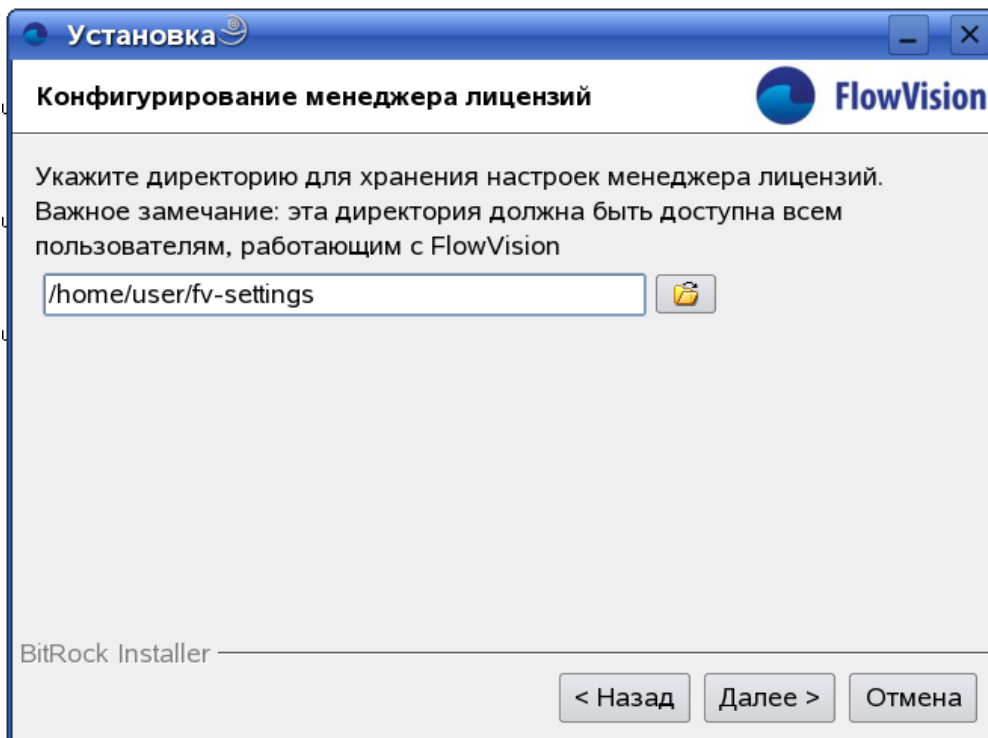 Установка
Конфигурирование менеджера лицензий
FlowVision
Укажите директорию для хранения настроек менеджера лицензий.
Важное замечание: эта директория должна быть доступна всем
пользователям, работающим с FlowVision
/home/user/fv-settings
BitRock Installer
< Назад
Далее >
Отмена